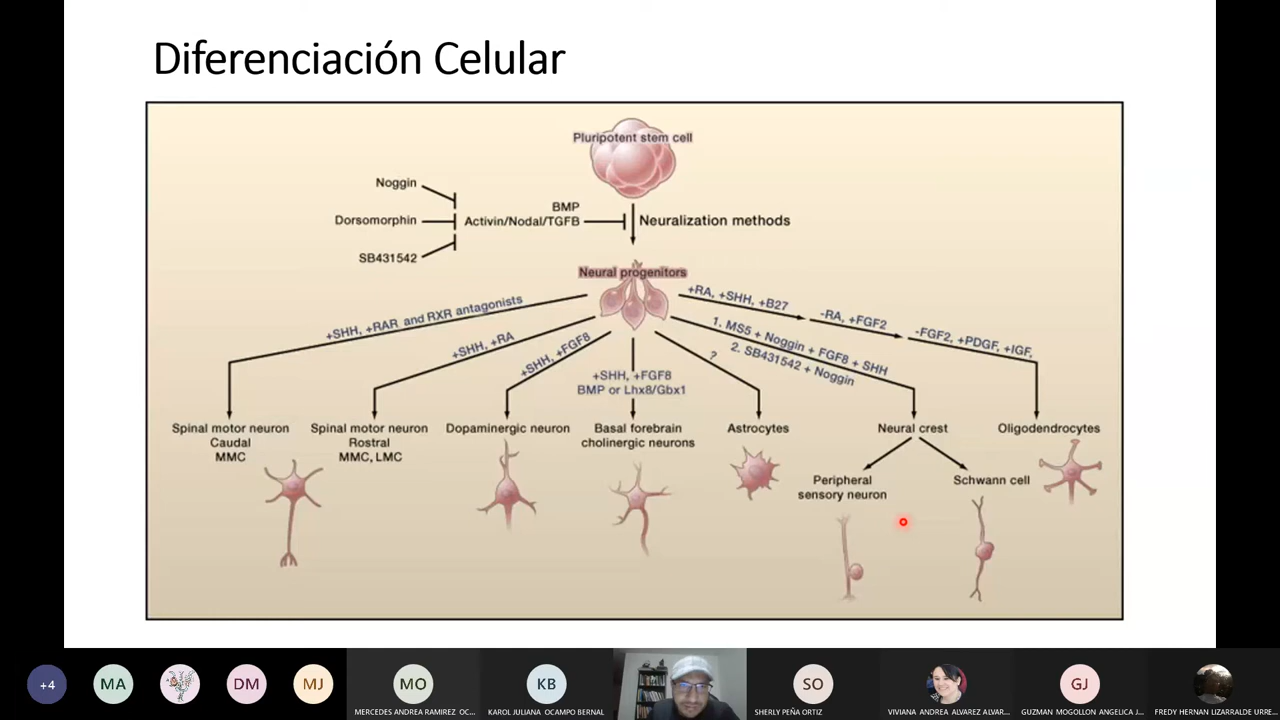 Diferenciación Celular
Pluripotent stem cell
Noggin
Dorsomorphin
SB431542
BMP
Activin/Nodal/TGFB
Neuralization methods
Neural progenitors
+SHH, +RAR and RXR antagonists
+SHH, +RA
+SHH, +FGF8
+SHH, +FGF8
BMP or Lhx8/Gbx1
?
1. MS5 + Noggin + FGF8 + SHH
2. SB431542 + Noggin
+RA, +SHH, +B27
-RA, +FGF2
-FGF2, +PDGF, +IGF,
Spinal motor neuron
Caudal
MMC
Spinal motor neuron
Rostral
MMC, LMC
Dopaminergic neuron
Basal forebrain
cholinergic neurons
Astrocytes
Neural crest
Oligodendrocytes
Peripheral
sensory neuron
Schwann cell
+4
MA
DM
MJ
MO
MERCEDES ANDREA RAMIREZ OC...
KB
KAROL JULIANA OCAMPO BERNAL
SO
SHERLY PEÑA ORTIZ
VIVIANA ANDREA ALVAREZ ALVAR...
GJ
GUZMAN MOGOLLON ANGELICA J...
FREDY HERNAN LIZARRALDE URRE...